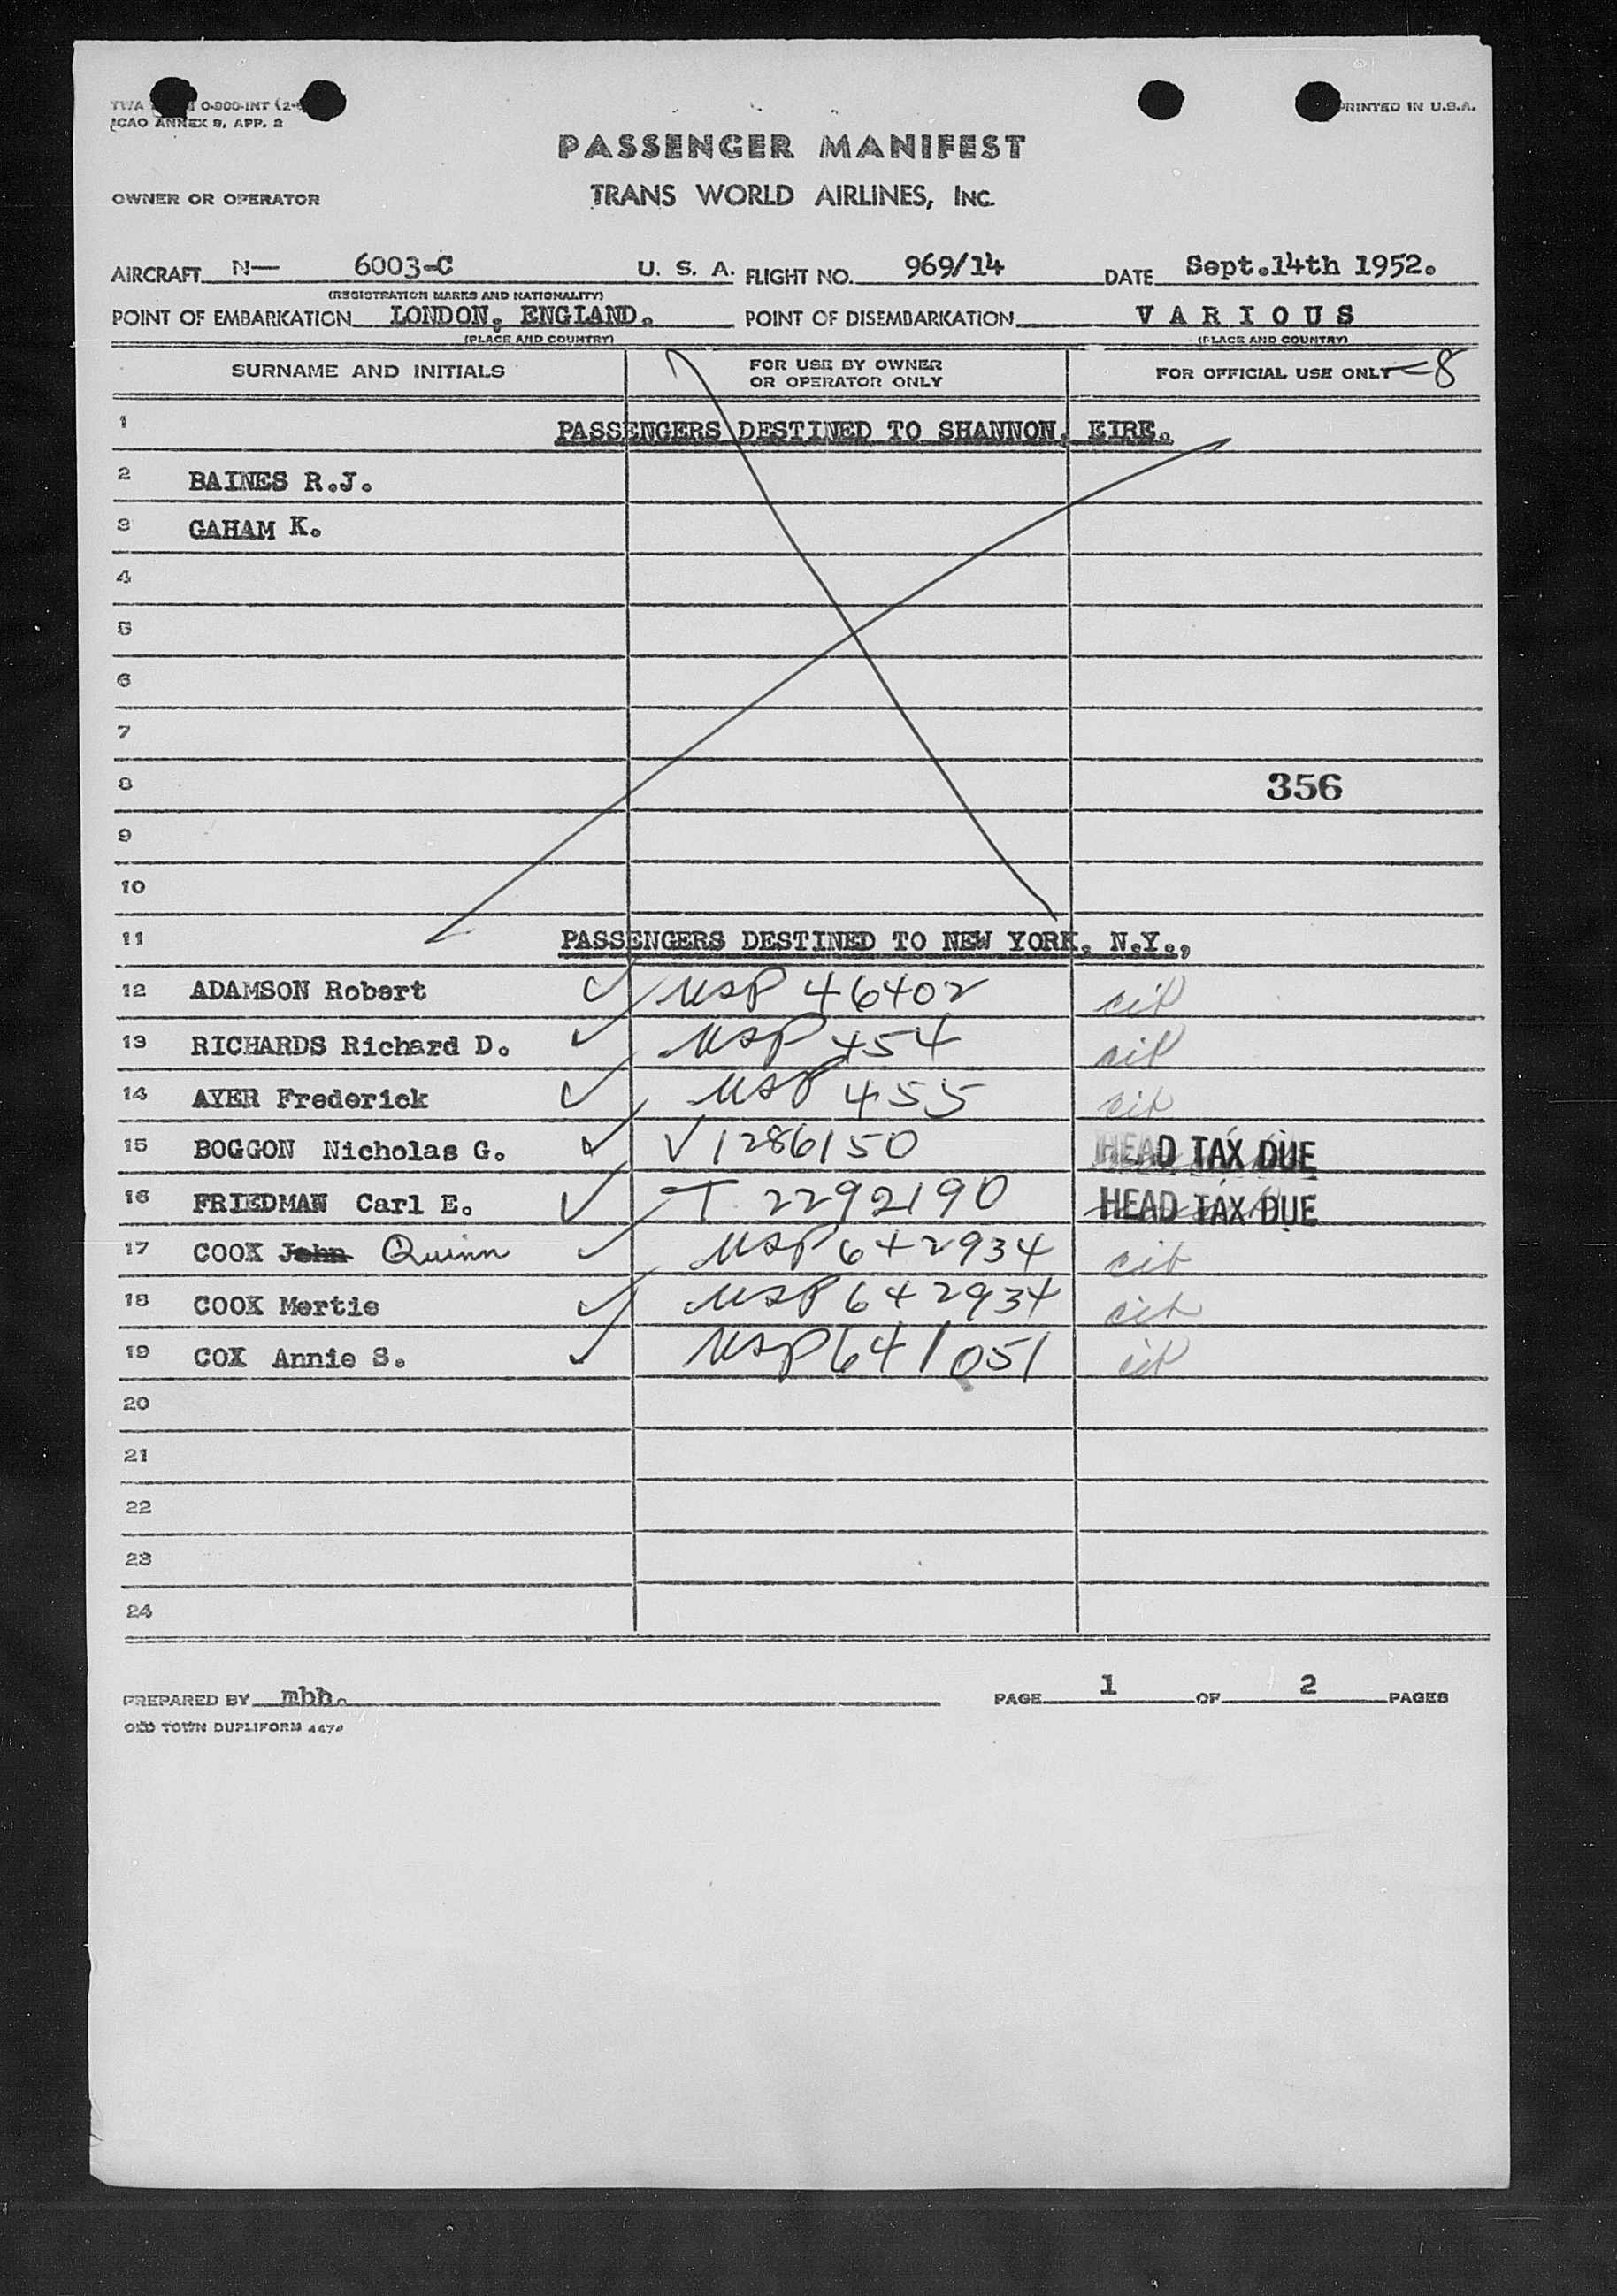 TWA O-900-INT (2-
ICAO ANNEX 9, APP. 2
PRINTED IN U.S.A.
PASSENGER MANIFEST
OWNER OR OPERATOR TRANS WORLD AIRLINES, INC.
AIRCRAFT N— 6003-C U. S. A. FLIGHT NO. 969/14 DATE Sept.14th 1952.
(REGISTRATION MARKS AND NATIONALITY)
POINT OF EMBARKATION LONDON, ENGLAND. POINT OF DISEMBARKATION V A R I O U S
(PLACE AND COUNTRY) (PLACE AND COUNTRY)
SURNAME AND INITIALS FOR USE BY OWNER OR OPERATOR ONLY FOR OFFICIAL USE ONLY 8
1 PASSENGERS DESTINED TO SHANNON, EIRE.
2 BAINES R.J.
3 GAHAM K.
4
5
6
7
8 356
9
10
11 PASSENGERS DESTINED TO NEW YORK, N.Y.,
12 ADAMSON Robert ✓ USP 46402 cit
13 RICHARDS Richard D. ✓ USP 454 cit
14 AYER Frederick ✓ USP 455 cit
15 BOGGON Nicholas G. ✓ V 1286150 HEAD TAX DUE
16 FRIEDMAN Carl E. ✓ T 2292190 HEAD TAX DUE
17 COOK John Quinn ✓ USP 642934 cit
18 COOK Mertie ✓ USP 642934 cit
19 COX Annie S. ✓ USP 641051 cit
20
21
22
23
24
PREPARED BY mbh. PAGE 1 OF 2 PAGES
OLD TOWN DUPLIFORM 4474